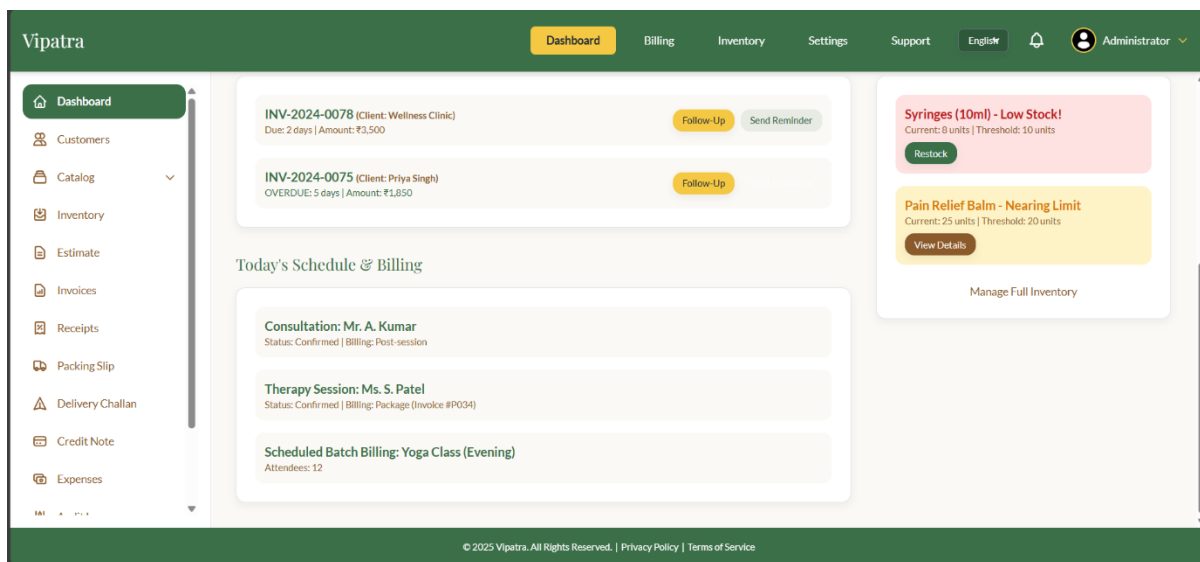 Vipatra
Dashboard
Billing
Inventory
Settings
Support
English
Administrator
Dashboard
Customers
Catalog
Inventory
Estimate
Invoices
Receipts
Packing Slip
Delivery Challan
Credit Note
Expenses
INV-2024-0078 (Client: Wellness Clinic)
Due: 2 days | Amount: ₹3,500
Follow-Up
Send Reminder
INV-2024-0075 (Client: Priya Singh)
OVERDUE: 5 days | Amount: ₹1,850
Follow-Up
Today's Schedule & Billing
Consultation: Mr. A. Kumar
Status: Confirmed | Billing: Post-session
Therapy Session: Ms. S. Patel
Status: Confirmed | Billing: Package (Invoice #P034)
Scheduled Batch Billing: Yoga Class (Evening)
Attendees: 12
Syringes (10ml) - Low Stock!
Current: 8 units | Threshold: 10 units
Restock
Pain Relief Balm - Nearing Limit
Current: 25 units | Threshold: 20 units
View Details
Manage Full Inventory
© 2025 Vipatra. All Rights Reserved. | Privacy Policy | Terms of Service